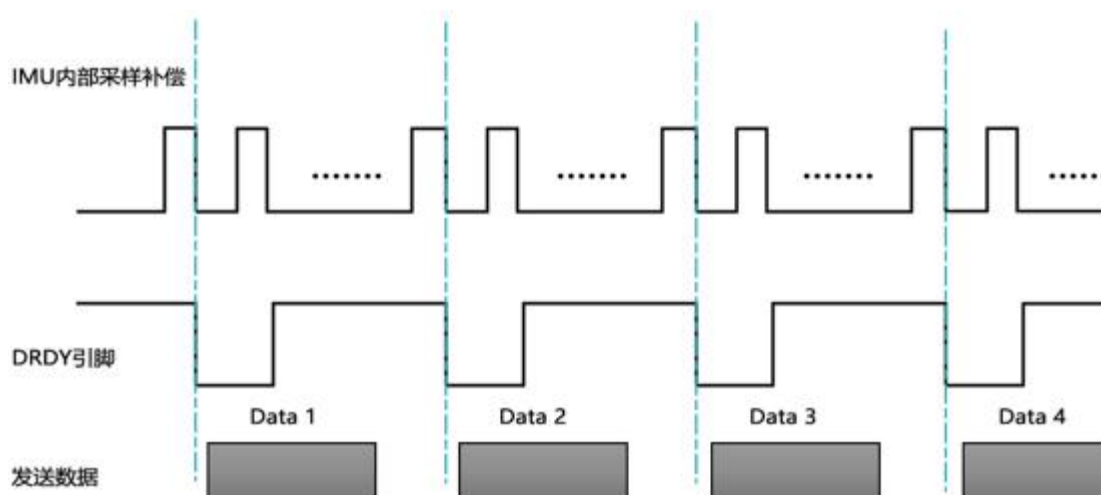 IMU内部采样补偿
.......
.......
.......
.....
DRDY引脚
Data 1
Data 2
Data 3
Data 4
发送数据